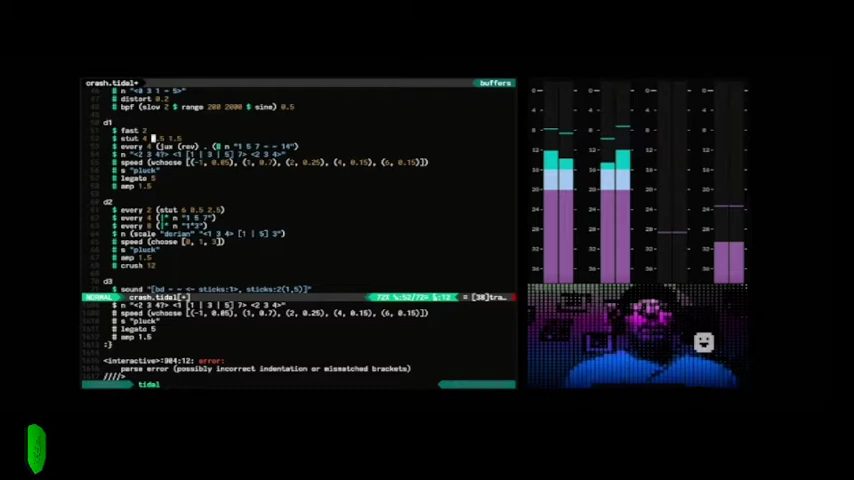 crash.tidal+ buffers
# n "<0 3 1 ~ 5>"
# distort 0.2
# bpf (slow 2 $ range 200 2000 $ sine) 0.5
d1
$ fast 2
$ stut 4 .5 1.5
$ every 4 (jux (rev) . (# n "1 5 7 ~ ~ 14")
$ n "<2 3 4?> <1 [1 | 3 | 5] 7> <2 3 4>"
# speed (wchoose [(-1, 0.05), (1, 0.7), (2, 0.25), (4, 0.15), (6, 0.15)])
# s "pluck"
# legato 5
# amp 1.5
d2
$ every 2 (stut 6 0.5 2.5)
$ every 4 (|* n "1 5 7")
$ every 8 (|* n "1*3")
$ n (scale "dorian" "<1 3 4> [1 | 5] 3")
# speed (choose [0, 1, 3])
# s "pluck"
# amp 1.5
# crush 12
d3
$ sound "[bd ~ ~ <~ sticks:1>, sticks:2(1,5)]"
NORMAL crash.tidal[+] 72% 52/72 :12 [38]tra…
$ n "<2 3 4?> <1 [1 | 3 | 5] 7> <2 3 4>"
# speed (wchoose [(-1, 0.05), (1, 0.7), (2, 0.25), (4, 0.15), (6, 0.15)])
# s "pluck"
# legato 5
# amp 1.5
:}
<interactive>:904:12: error:
parse error (possibly incorrect indentation or mismatched brackets)
////>
tidal